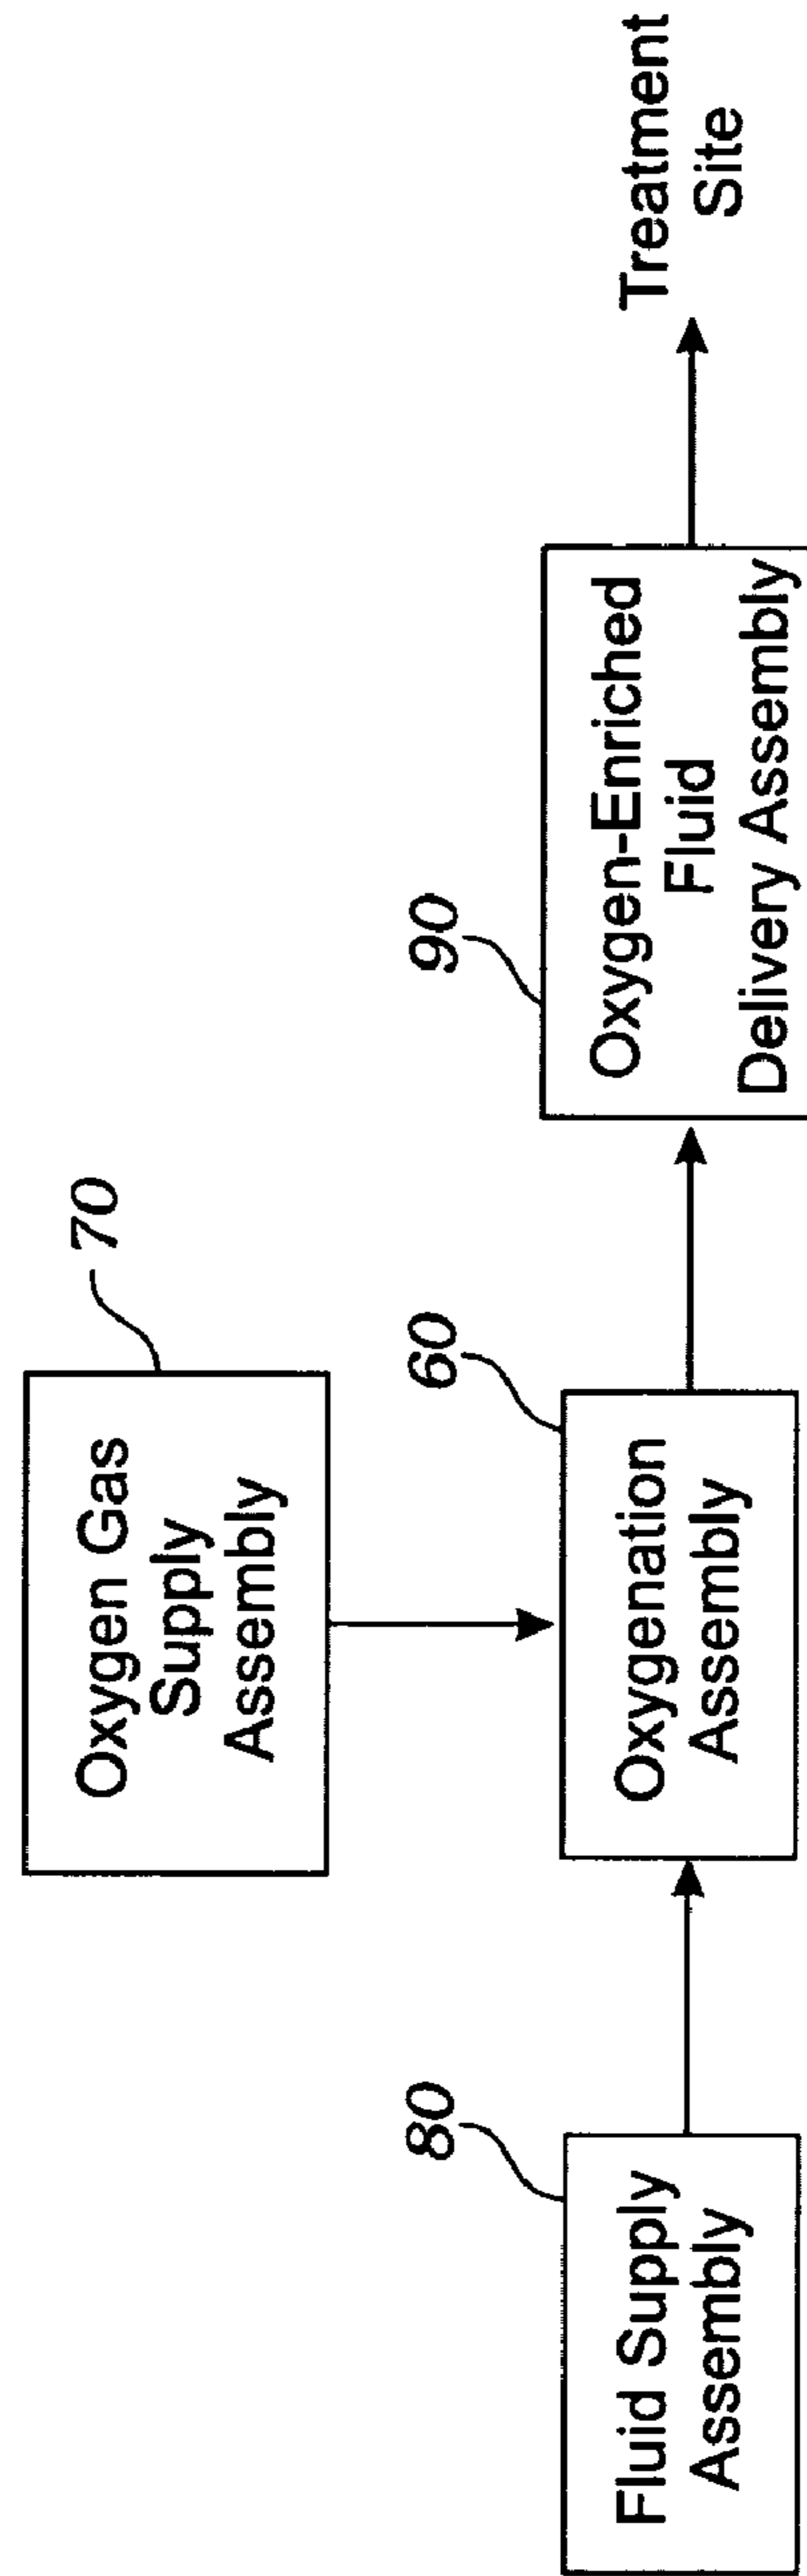 70
Oxygen Gas
Supply
Assembly
80
60
90
Fluid Supply
Assembly
Oxygenation
Assembly
Oxygen-Enriched
Fluid
Delivery Assembly
Treatment
Site